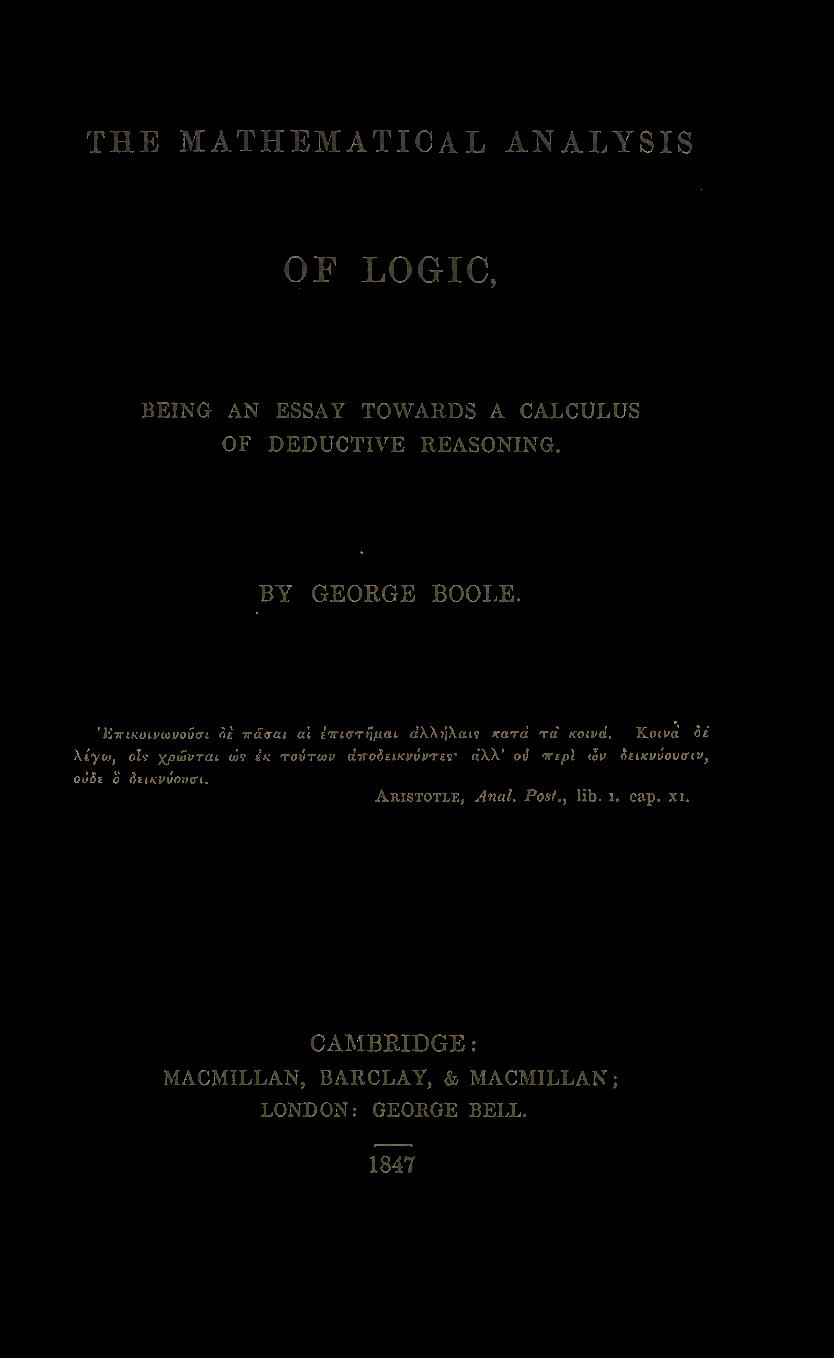 THE MATHEMATICAL ANALYSIS
OF LOGIC,
BEING AN ESSAY TOWARDS A CALCULUS
OF DEDUCTIVE REASONING.
BY GEORGE BOOLE.
Ἐπικοινωνοῦσι δὲ πᾶσαι αἱ ἐπιστῆμαι ἀλλήλαις κατὰ τὰ κοινά. Κοινὰ δὲ
λέγω, οἷς χρῶνται ὡς ἐκ τούτων ἀποδεικνύντες· ἀλλ' οὐ περὶ ὧν δεικνύουσιν,
οὐδὲ ὃ δεικνύουσι.
ARISTOTLE, Anal. Post., lib. I. cap. XI.
CAMBRIDGE:
MACMILLAN, BARCLAY, & MACMILLAN;
LONDON: GEORGE BELL.
1847